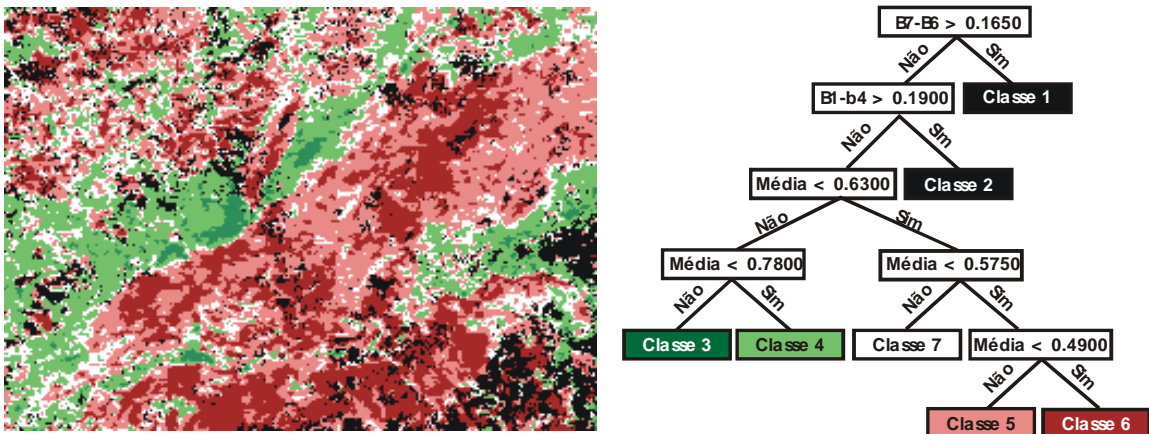 B7-B6 > 0.1650
Não
Sim
B1-b4 > 0.1900
Classe 1
Não
Sim
Média < 0.6300
Classe 2
Não
Sim
Média < 0.7800
Média < 0.5750
Não
Sim
Não
Sim
Classe 3
Classe 4
Classe 7
Média < 0.4900
Não
Sim
Classe 5
Classe 6